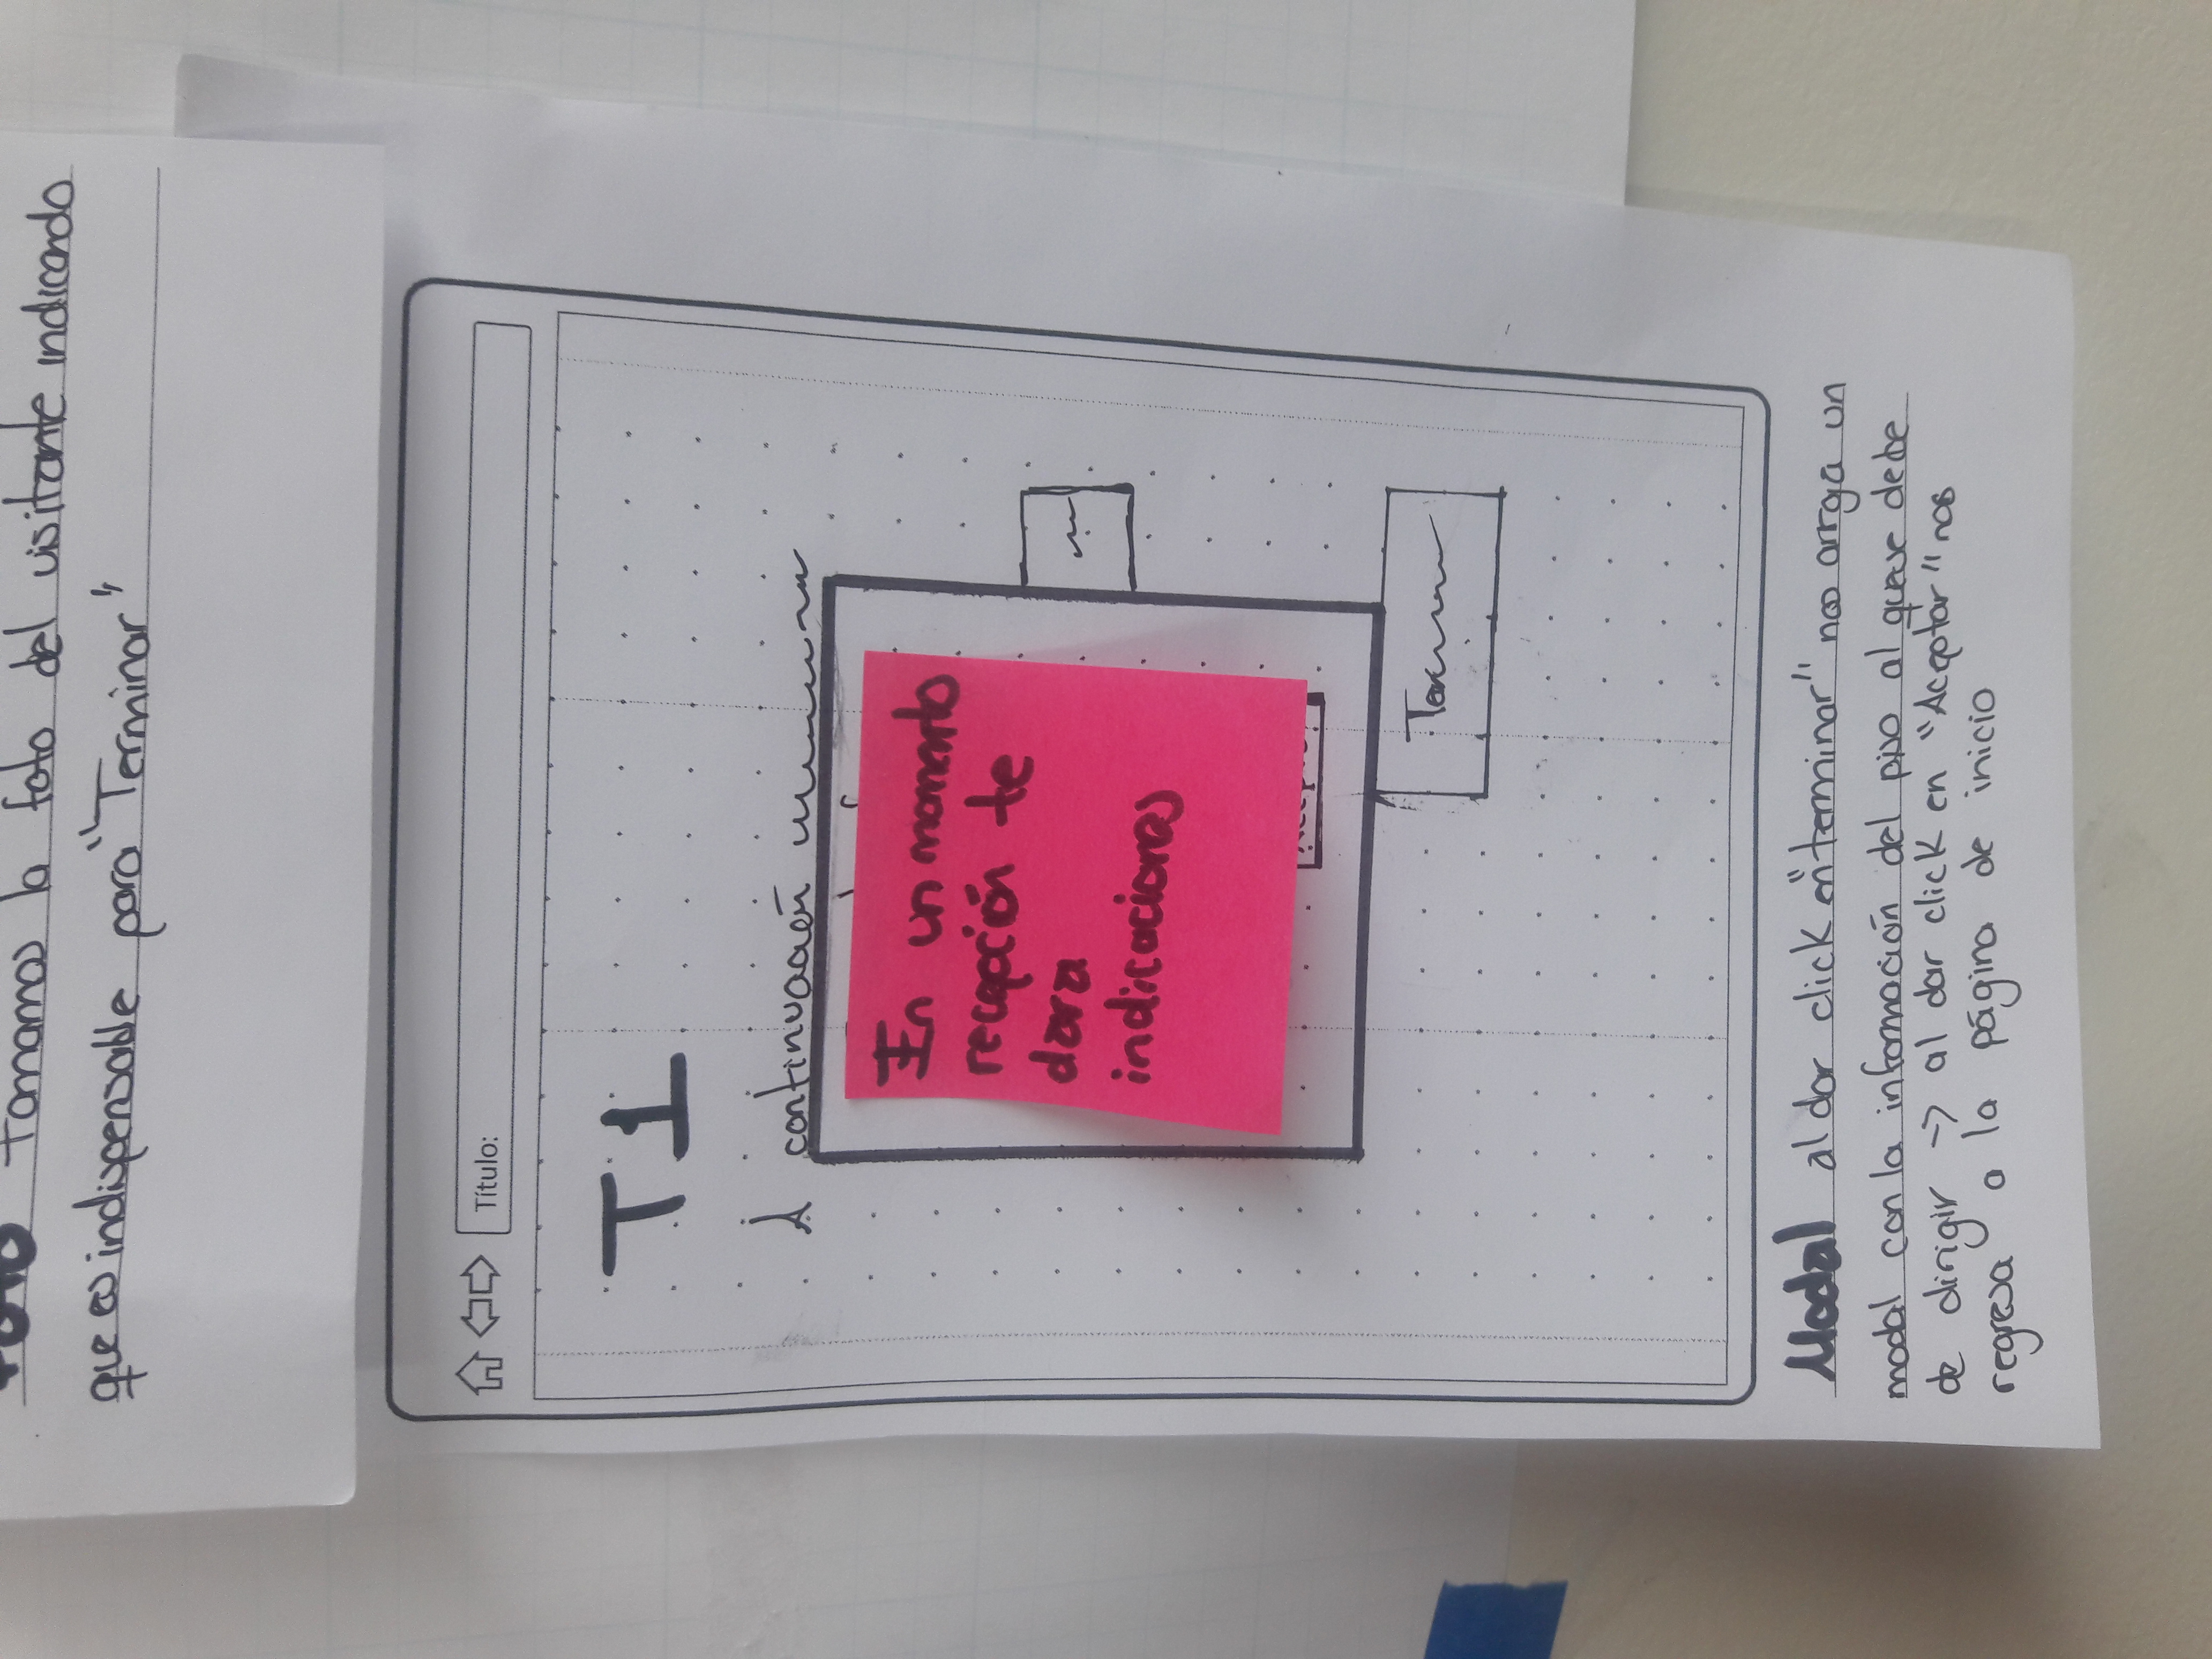 FOTO Tomamos la foto del visitante indicando
que es indispensable para "Terminar"
Título:
T1
A continuación
En un momento
recepción te
dara
indicaciones
Modal al dar click en "terminar" nos arroja un
modal con la información del piso al que se debe
de dirigir -> al dar click en "Aceptar" nos
regresa a la página de inicio